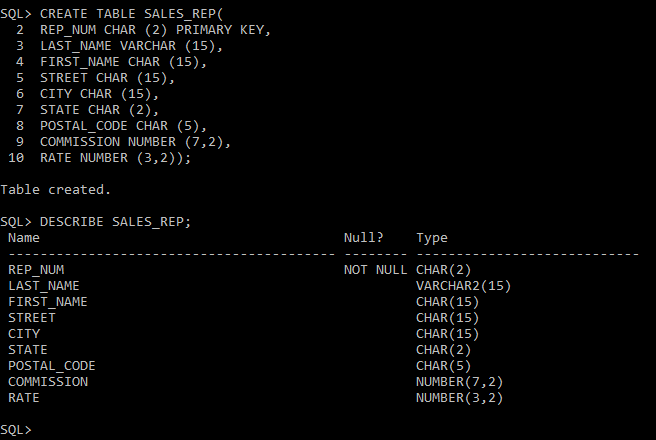 SQL> CREATE TABLE SALES_REP(
  2  REP_NUM CHAR (2) PRIMARY KEY,
  3  LAST_NAME VARCHAR (15),
  4  FIRST_NAME CHAR (15),
  5  STREET CHAR (15),
  6  CITY CHAR (15),
  7  STATE CHAR (2),
  8  POSTAL_CODE CHAR (5),
  9  COMMISSION NUMBER (7,2),
 10  RATE NUMBER (3,2));
Table created.
SQL> DESCRIBE SALES_REP;
 Name                                      Null?    Type
 ----------------------------------------- -------- ----------------------------
 REP_NUM                                   NOT NULL CHAR(2)
 LAST_NAME                                          VARCHAR2(15)
 FIRST_NAME                                         CHAR(15)
 STREET                                             CHAR(15)
 CITY                                               CHAR(15)
 STATE                                              CHAR(2)
 POSTAL_CODE                                        CHAR(5)
 COMMISSION                                         NUMBER(7,2)
 RATE                                               NUMBER(3,2)
SQL>